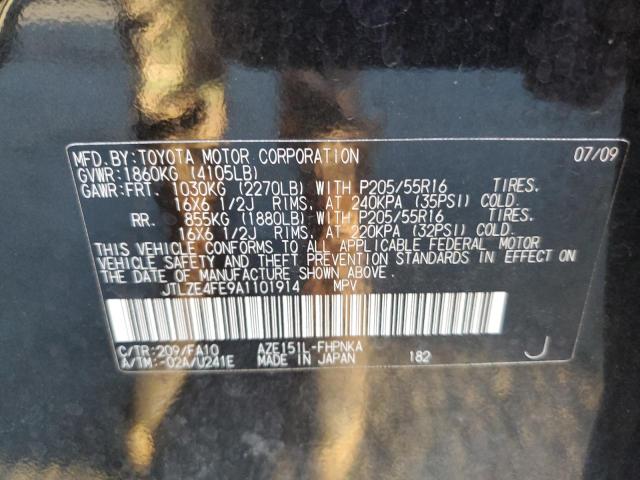 MFD.BY:TOYOTA MOTOR CORPORATION 07/09
GVWR:1860KG (4105LB)
GAWR:FRT. 1030KG (2270LB) WITH P205/55R16 TIRES.
16X6 1/2J RIMS, AT 240KPA (35PSI) COLD.
RR. 855KG (1880LB) WITH P205/55R16 TIRES.
16X6 1/2J RIMS, AT 220KPA (32PSI) COLD.
THIS VEHICLE CONFORMS TO ALL APPLICABLE FEDERAL MOTOR
VEHICLE SAFETY AND THEFT PREVENTION STANDARDS IN EFFECT ON
THE DATE OF MANUFACTURE SHOWN ABOVE.
JTLZE4FE9A1101914 MPV
C/TR:209/FA10 AZE151L-FHPNKA
A/TM:-02A/U241E MADE IN JAPAN 182 J